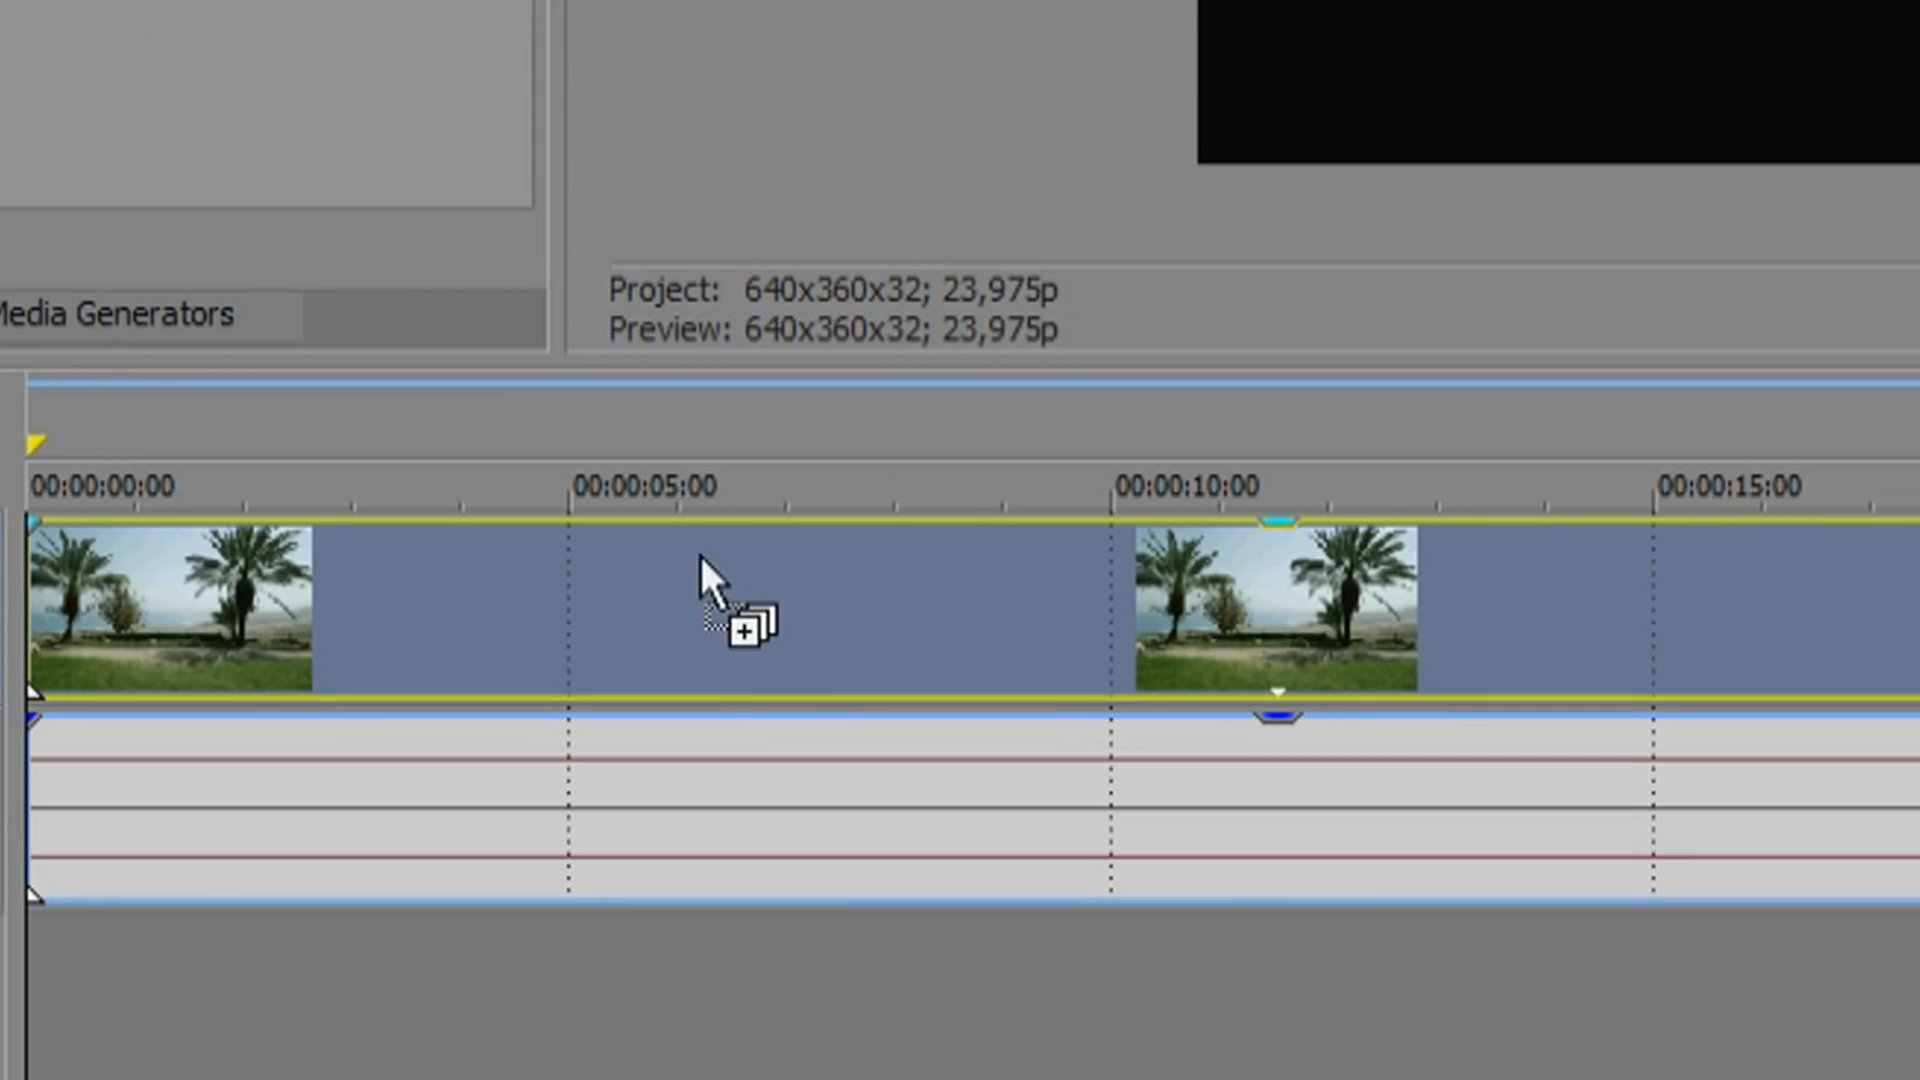 Media Generators
Project: 640x360x32; 23,975p
Preview: 640x360x32; 23,975p
00:00:00:00 00:00:05:00 00:00:10:00 00:00:15:00